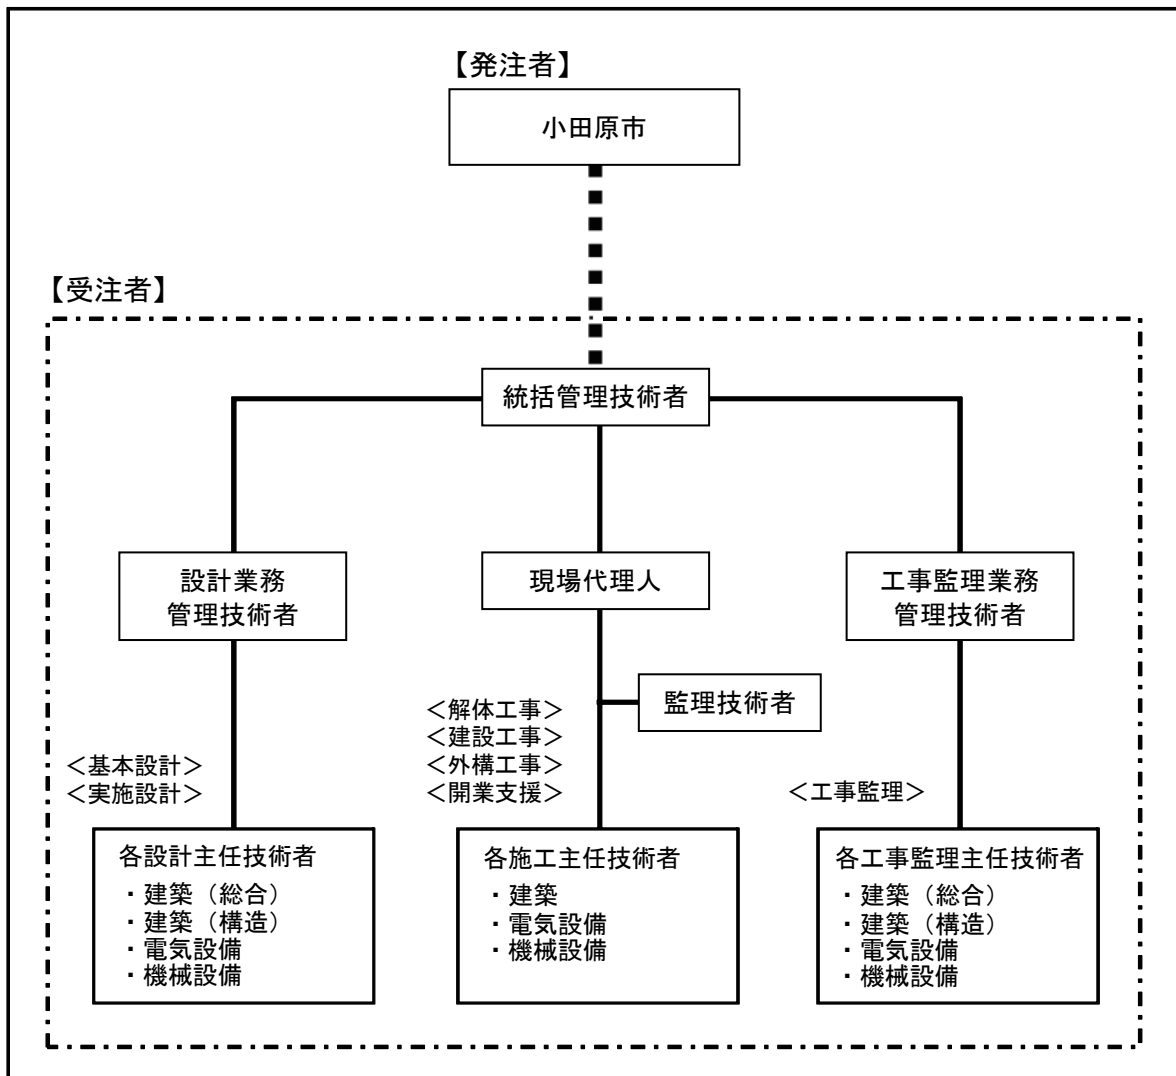 【発注者】
小田原市
【受注者】
統括管理技術者
設計業務
管理技術者
現場代理人
工事監理業務
管理技術者
監理技術者
＜基本設計＞
＜実施設計＞
＜解体工事＞
＜建設工事＞
＜外構工事＞
＜開業支援＞
＜工事監理＞
各設計主任技術者
・建築（総合）
・建築（構造）
・電気設備
・機械設備
各施工主任技術者
・建築
・電気設備
・機械設備
各工事監理主任技術者
・建築（総合）
・建築（構造）
・電気設備
・機械設備